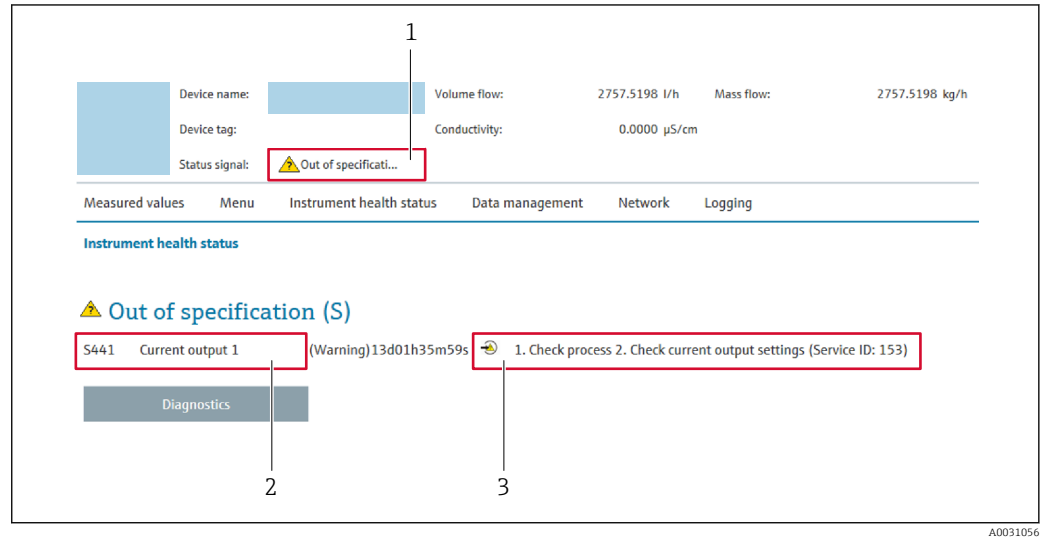 1
Device name: Volume flow: 2757.5198 l/h Mass flow: 2757.5198 kg/h
Device tag: Conductivity: 0.0000 µS/cm
Status signal: Out of specificati...
Measured values Menu Instrument health status Data management Network Logging
Instrument health status
Out of specification (S)
S441 Current output 1 (Warning)13d01h35m59s 1. Check process 2. Check current output settings (Service ID: 153)
Diagnostics
2 3
A0031056